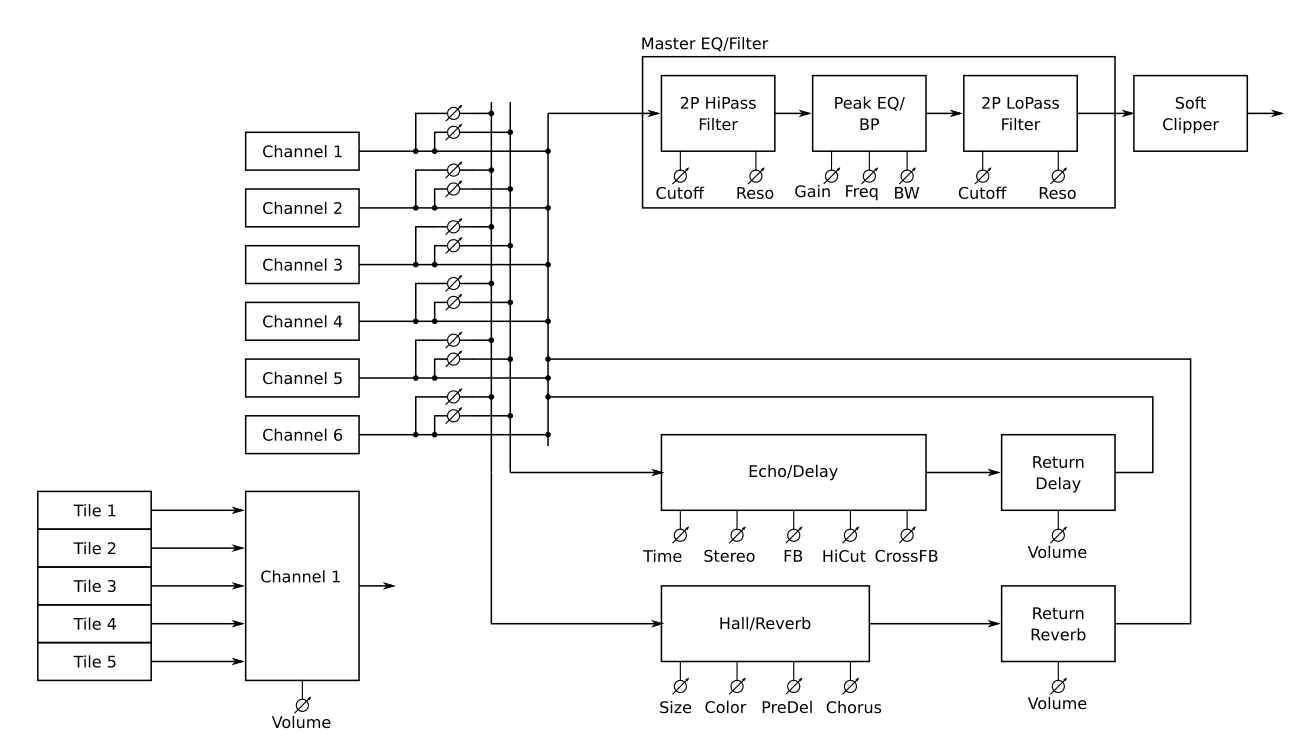 Master EQ/Filter
2P HiPass
Filter
Peak EQ/
BP
2P LoPass
Filter
Soft
Clipper
Cutoff
Reso
Gain
Freq
BW
Cutoff
Reso
Channel 1
Channel 2
Channel 3
Channel 4
Channel 5
Channel 6
Echo/Delay
Return
Delay
Time
Stereo
FB
HiCut
CrossFB
Volume
Hall/Reverb
Return
Reverb
Size
Color
PreDel
Chorus
Volume
Tile 1
Tile 2
Tile 3
Tile 4
Tile 5
Channel 1
Volume